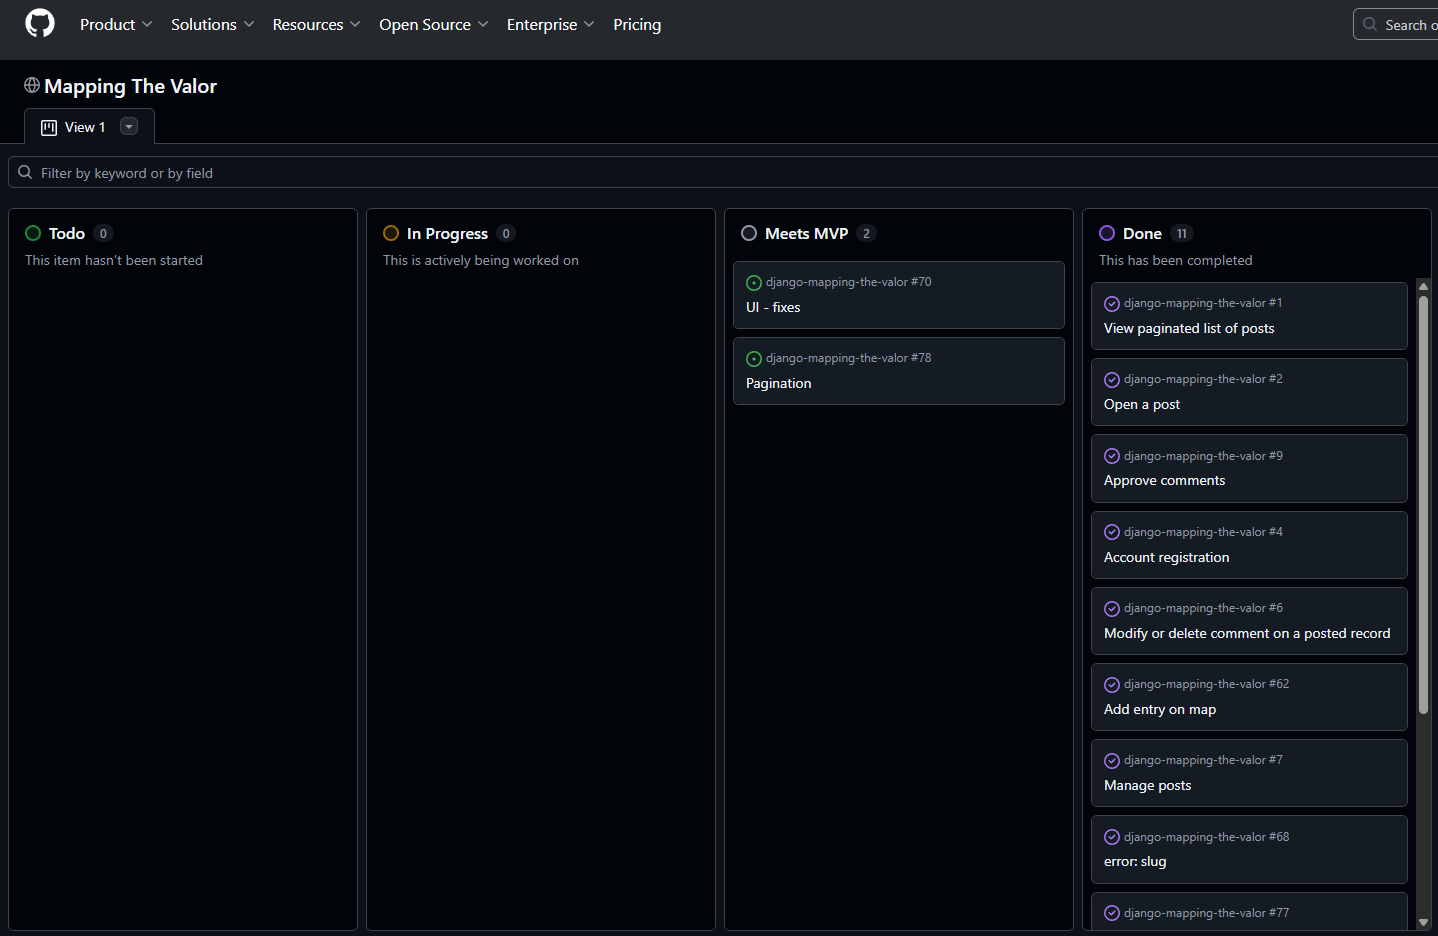 Product
Solutions
Resources
Open Source
Enterprise
Pricing
Search o
Mapping The Valor
View 1
Filter by keyword or by field
Todo 0
This item hasn't been started
In Progress 0
This is actively being worked on
Meets MVP 2
django-mapping-the-valor #70
UI - fixes
django-mapping-the-valor #78
Pagination
Done 11
This has been completed
django-mapping-the-valor #1
View paginated list of posts
django-mapping-the-valor #2
Open a post
django-mapping-the-valor #9
Approve comments
django-mapping-the-valor #4
Account registration
django-mapping-the-valor #6
Modify or delete comment on a posted record
django-mapping-the-valor #62
Add entry on map
django-mapping-the-valor #7
Manage posts
django-mapping-the-valor #68
error: slug
django-mapping-the-valor #77